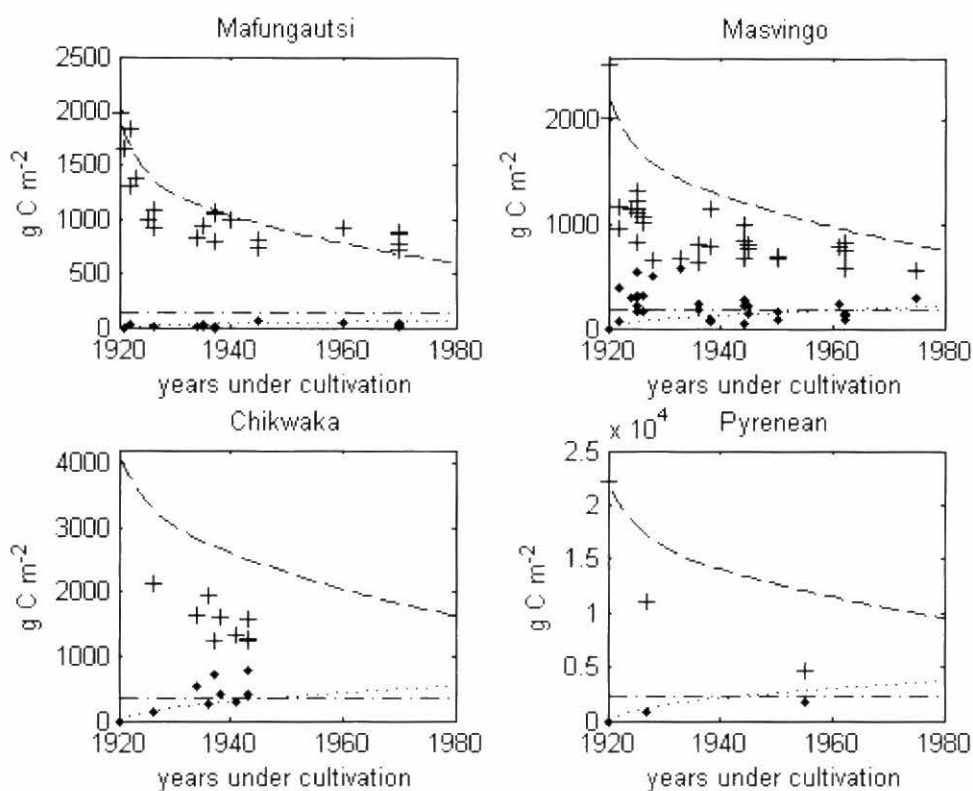 Mafungautsi
2500
2000
1500
1000
500
0
g C m-2
1920 1940 1960 1980
years under cultivation
Masvingo
2000
1000
0
g C m-2
1920 1940 1960 1980
years under cultivation
Chikwaka
4000
3000
2000
1000
0
g C m-2
1920 1940 1960 1980
years under cultivation
x 10^4
Pyrenean
2.5
2
1.5
1
0.5
0
g C m-2
1920 1940 1960 1980
years under cultivation